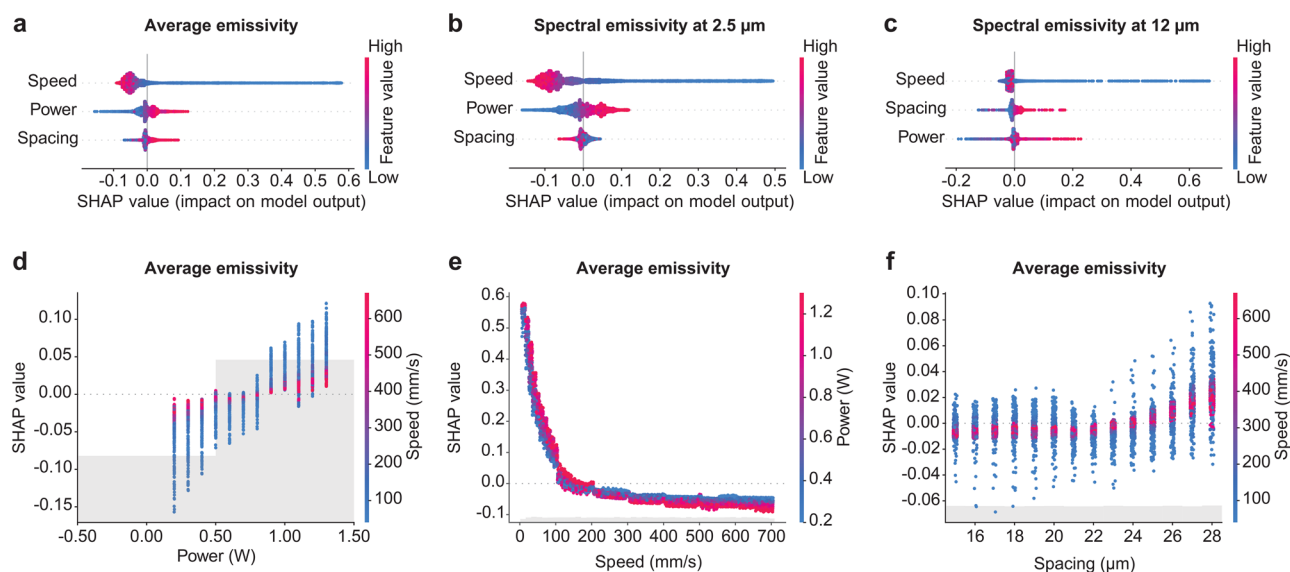 a
Average emissivity
High
Speed
Power
Spacing
Feature value
Low
-0.1 0.0 0.1 0.2 0.3 0.4 0.5 0.6
SHAP value (impact on model output)
b
Spectral emissivity at 2.5 µm
High
Speed
Power
Spacing
Feature value
Low
-0.1 0.0 0.1 0.2 0.3 0.4 0.5
SHAP value (impact on model output)
c
Spectral emissivity at 12 µm
High
Speed
Spacing
Power
Feature value
Low
-0.2 0.0 0.2 0.4 0.6
SHAP value (impact on model output)
d
Average emissivity
SHAP value
0.10
0.05
0.00
-0.05
-0.10
-0.15
-0.50 0.00 0.50 1.00 1.50
Power (W)
600
500
400
300
200
100
Speed (mm/s)
e
Average emissivity
SHAP value
0.6
0.5
0.4
0.3
0.2
0.1
0.0
-0.1
0 100 200 300 400 500 600 700
Speed (mm/s)
1.2
1.0
0.8
0.6
0.4
0.2
Power (W)
f
Average emissivity
SHAP value
0.10
0.08
0.06
0.04
0.02
0.00
-0.02
-0.04
-0.06
16 18 20 22 24 26 28
Spacing (µm)
600
500
400
300
200
100
Speed (mm/s)